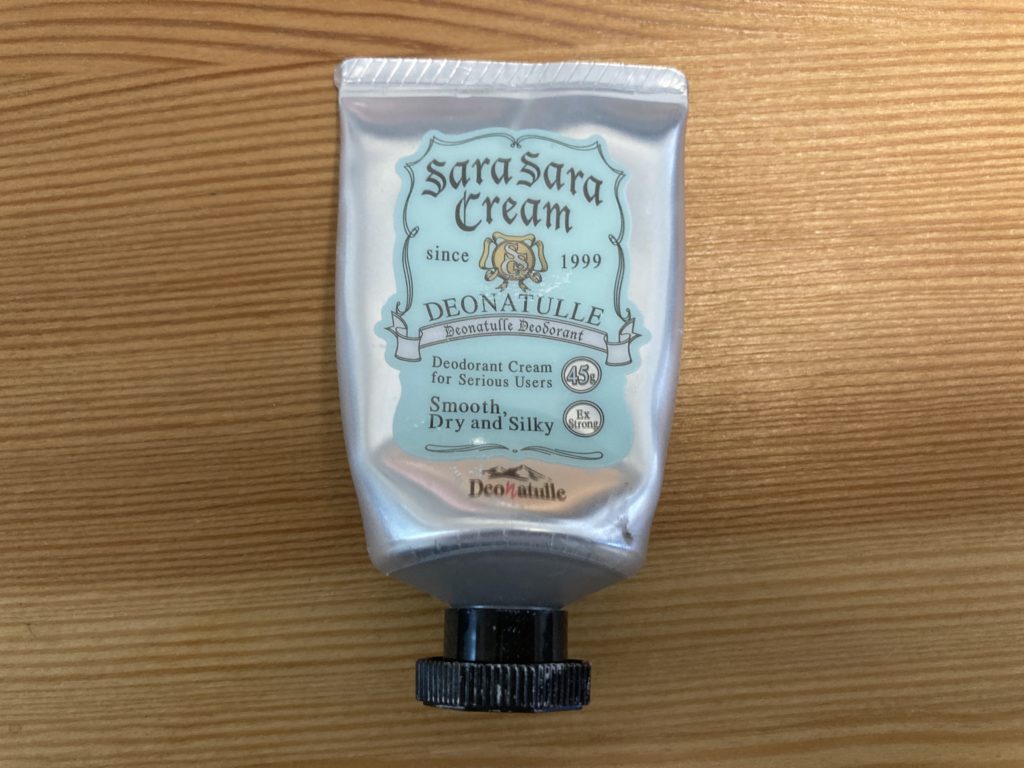 Sara Sara
Cream
since 1999
DEONATULLE
Deonatulle Deodorant
Deodorant Cream
for Serious Users
45g
Smooth,
Dry and Silky
Ex
Strong
Deonatulle